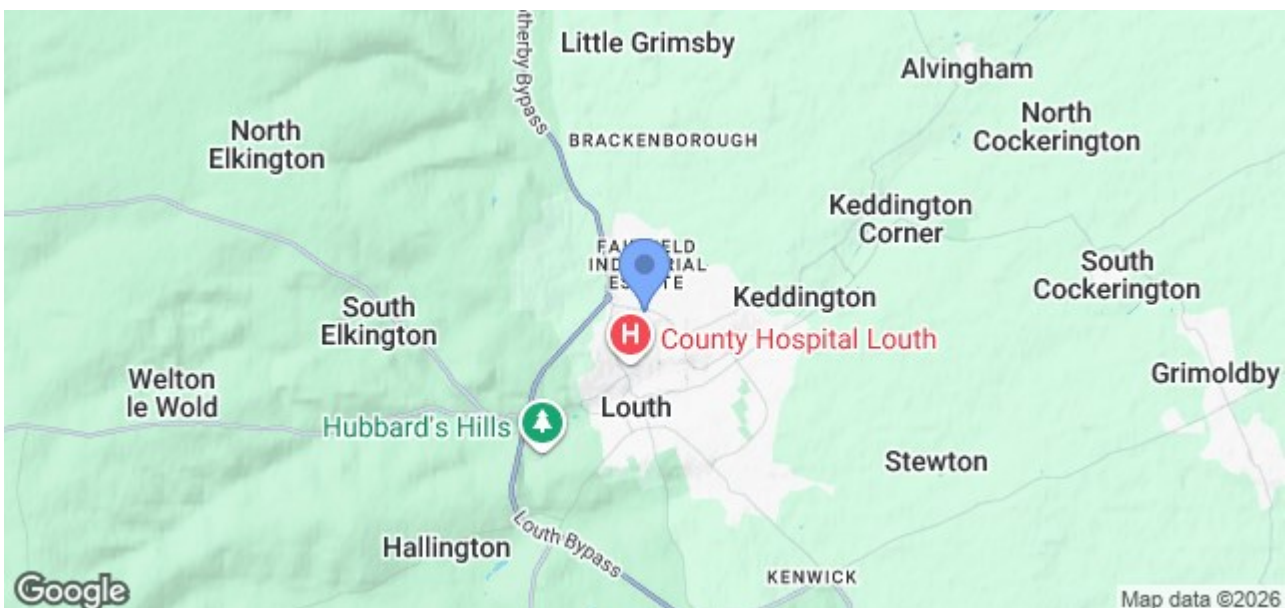 Little Grimsby
Alvingham
North
Cockerington
North
Elkington
BRACKENBOROUGH
Keddington
Corner
South
Cockerington
Keddington
South
Elkington
H
County Hospital Louth
Grimoldby
Welton
le Wold
Louth
Hubbard's Hills
Stewton
Hallington
Louth Bypass
KENWICK
Google
Map data ©2026